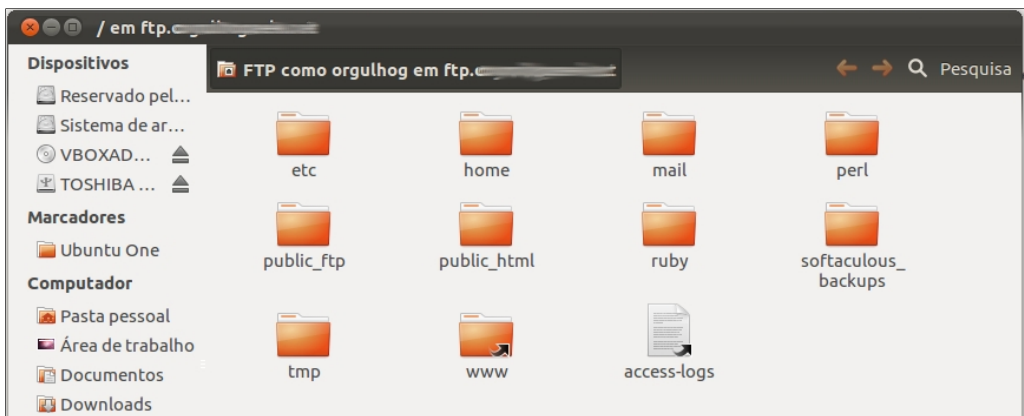 / em ftp.
Dispositivos
Reservado pel...
Sistema de ar...
VBOXAD...
TOSHIBA ...
Marcadores
Ubuntu One
Computador
Pasta pessoal
Área de trabalho
Documentos
Downloads
FTP como orgulhog em ftp.
Pesquisa
etc
home
mail
perl
public_ftp
public_html
ruby
softaculous_
backups
tmp
www
access-logs